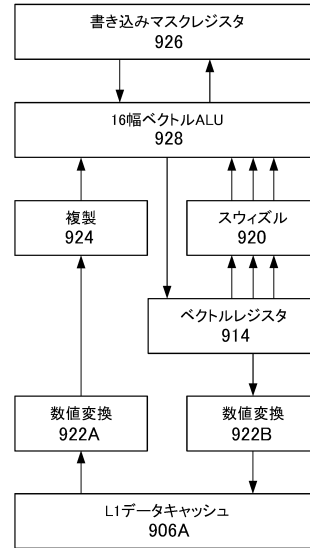 書き込みマスクレジスタ
926
16幅ベクトルALU
928
複製
924
スウィズル
920
ベクトルレジスタ
914
数値変換
922A
数値変換
922B
L1データキャッシュ
906A